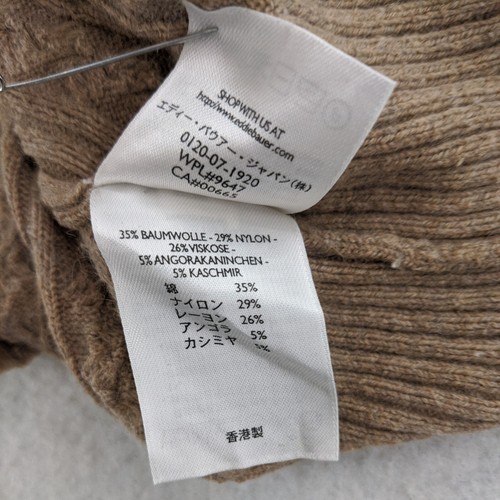 SHOP WITH US AT
http://www.eddiebauer.com
エディー・バウアー・ジャパン(株)
0120-07-1920
WPL#9647
CA#00665
35% BAUMWOLLE - 29% NYLON -
26% VISKOSE -
5% ANGORAKANINCHEN -
5% KASCHMIR
綿 35%
ナイロン 29%
レーヨン 26%
アンゴラ 5%
カシミヤ 5%
香港製